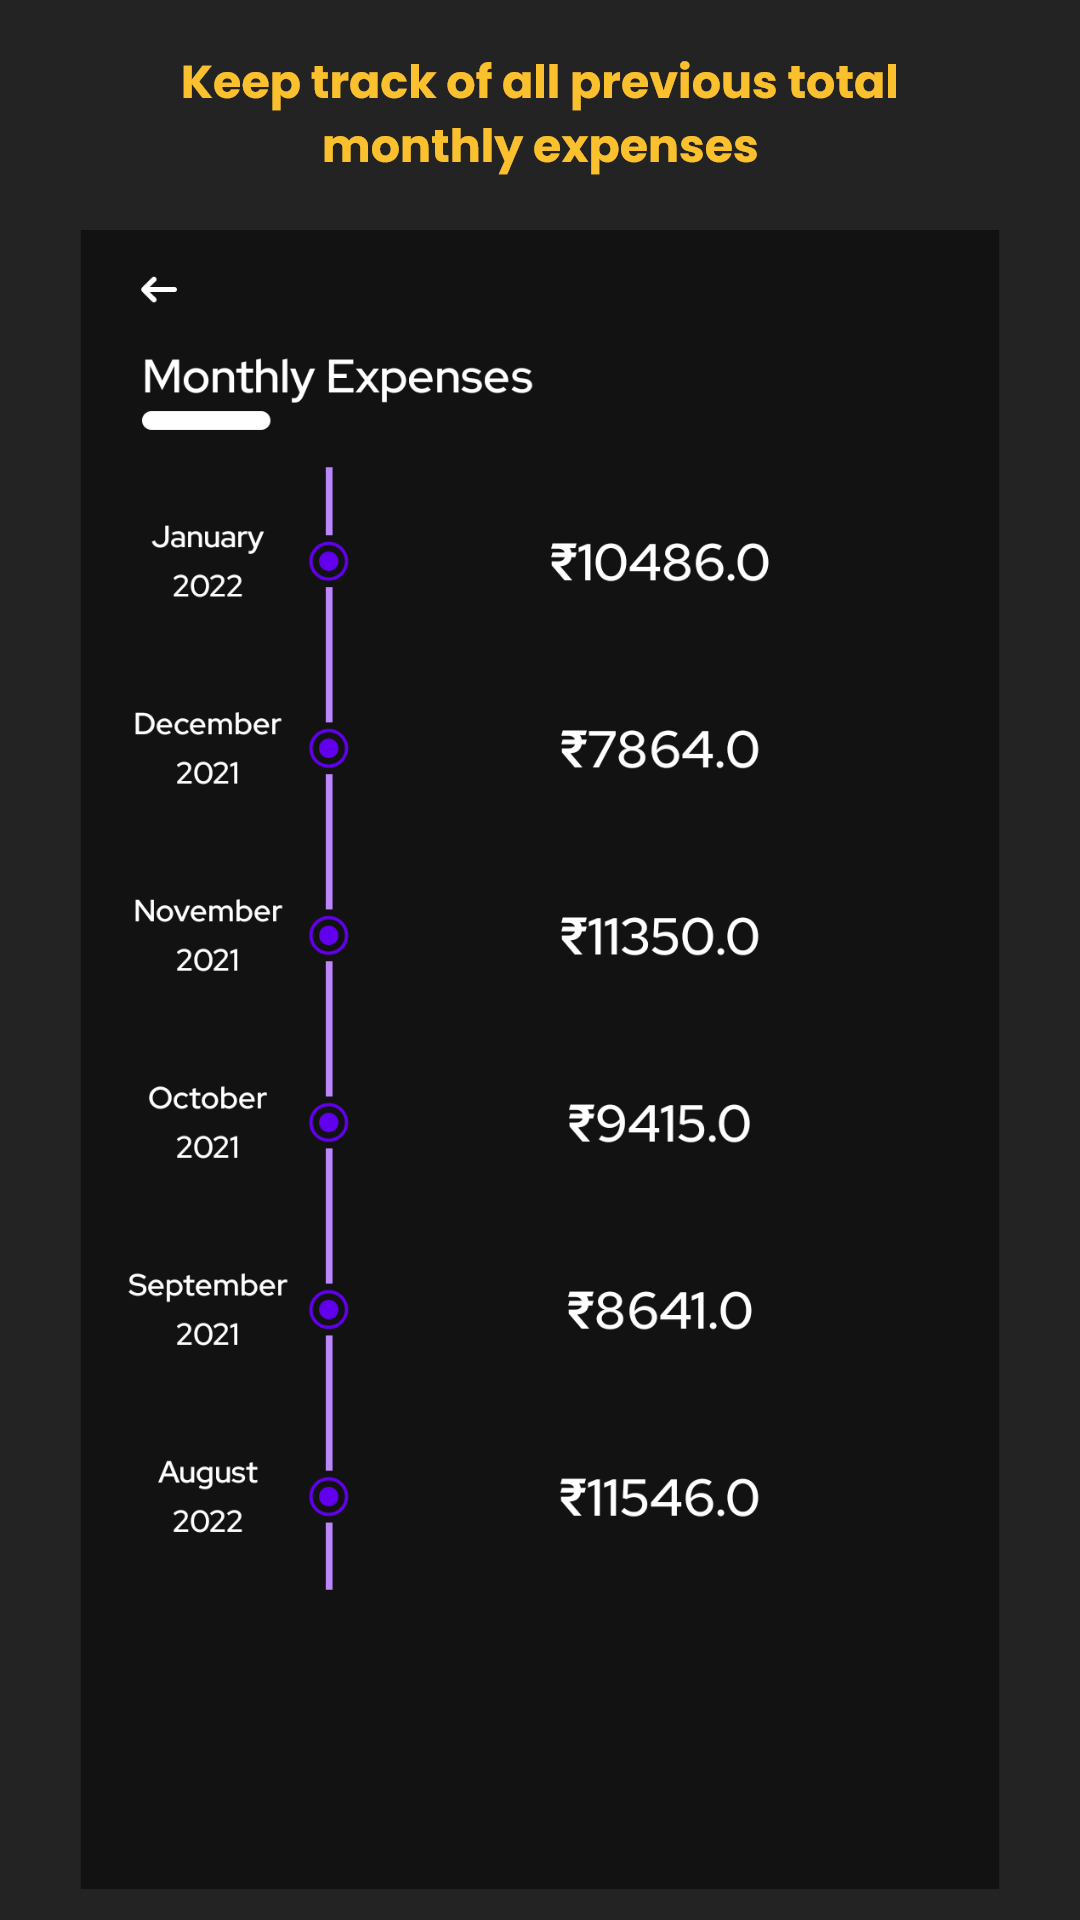 Keep track of all previous total
monthly expenses
Monthly Expenses
January
2022
₹10486.0
December
2021
₹7864.0
November
2021
₹11350.0
October
2021
₹9415.0
September
2021
₹8641.0
August
2022
₹11546.0